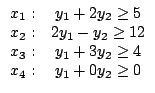 x₁ : y₁ + 2y₂ ≥ 5
x₂ : 2y₁ − y₂ ≥ 12
x₃ : y₁ + 3y₂ ≥ 4
x₄ : y₁ + 0y₂ ≥ 0